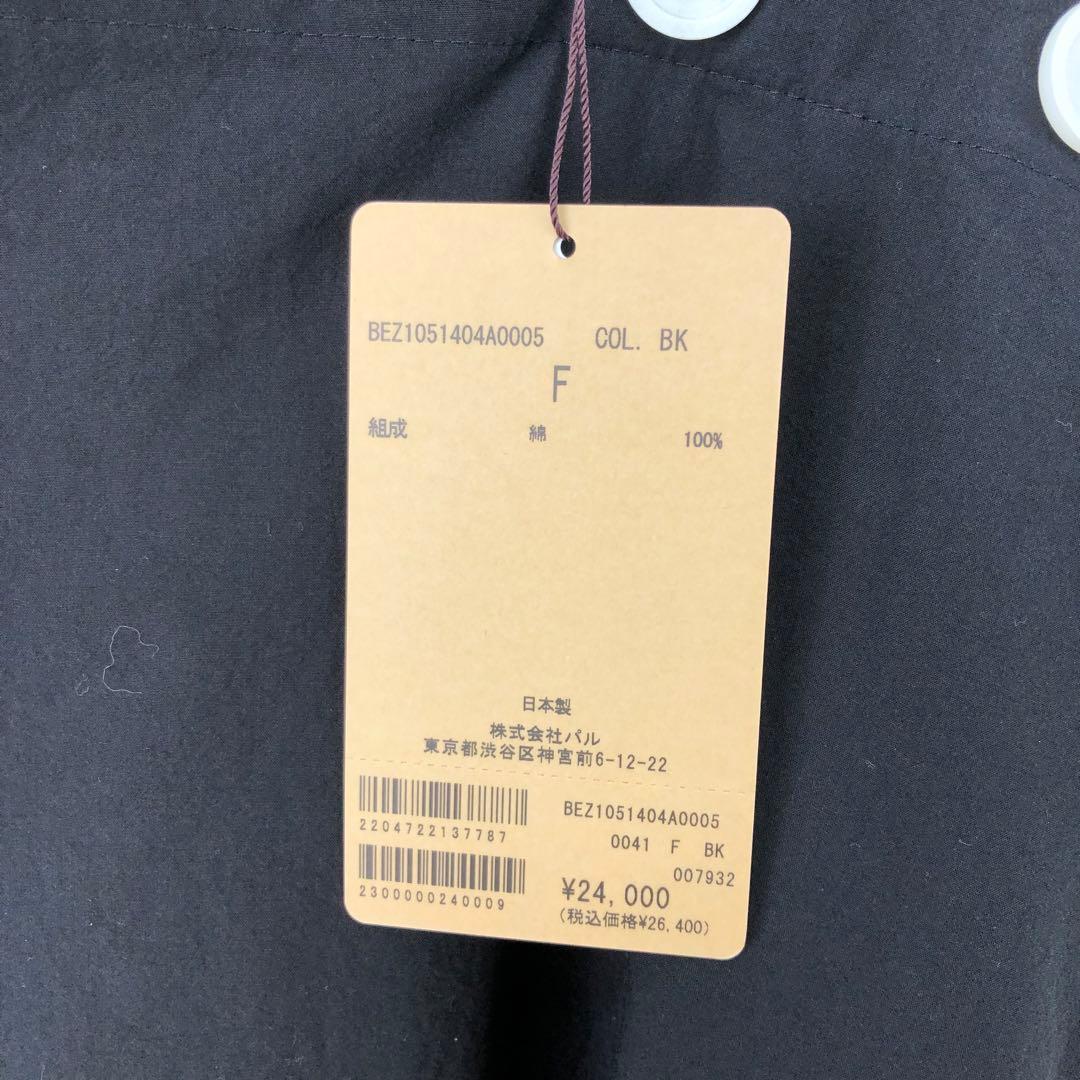 BEZ1051404A0005 COL. BK
F
組成 綿 100%
日本製
株式会社パル
東京都渋谷区神宮前6-12-22
2204722137787
2300000240009
BEZ1051404A0005
0041 F BK
007932
¥24,000
(税込価格¥26,400)